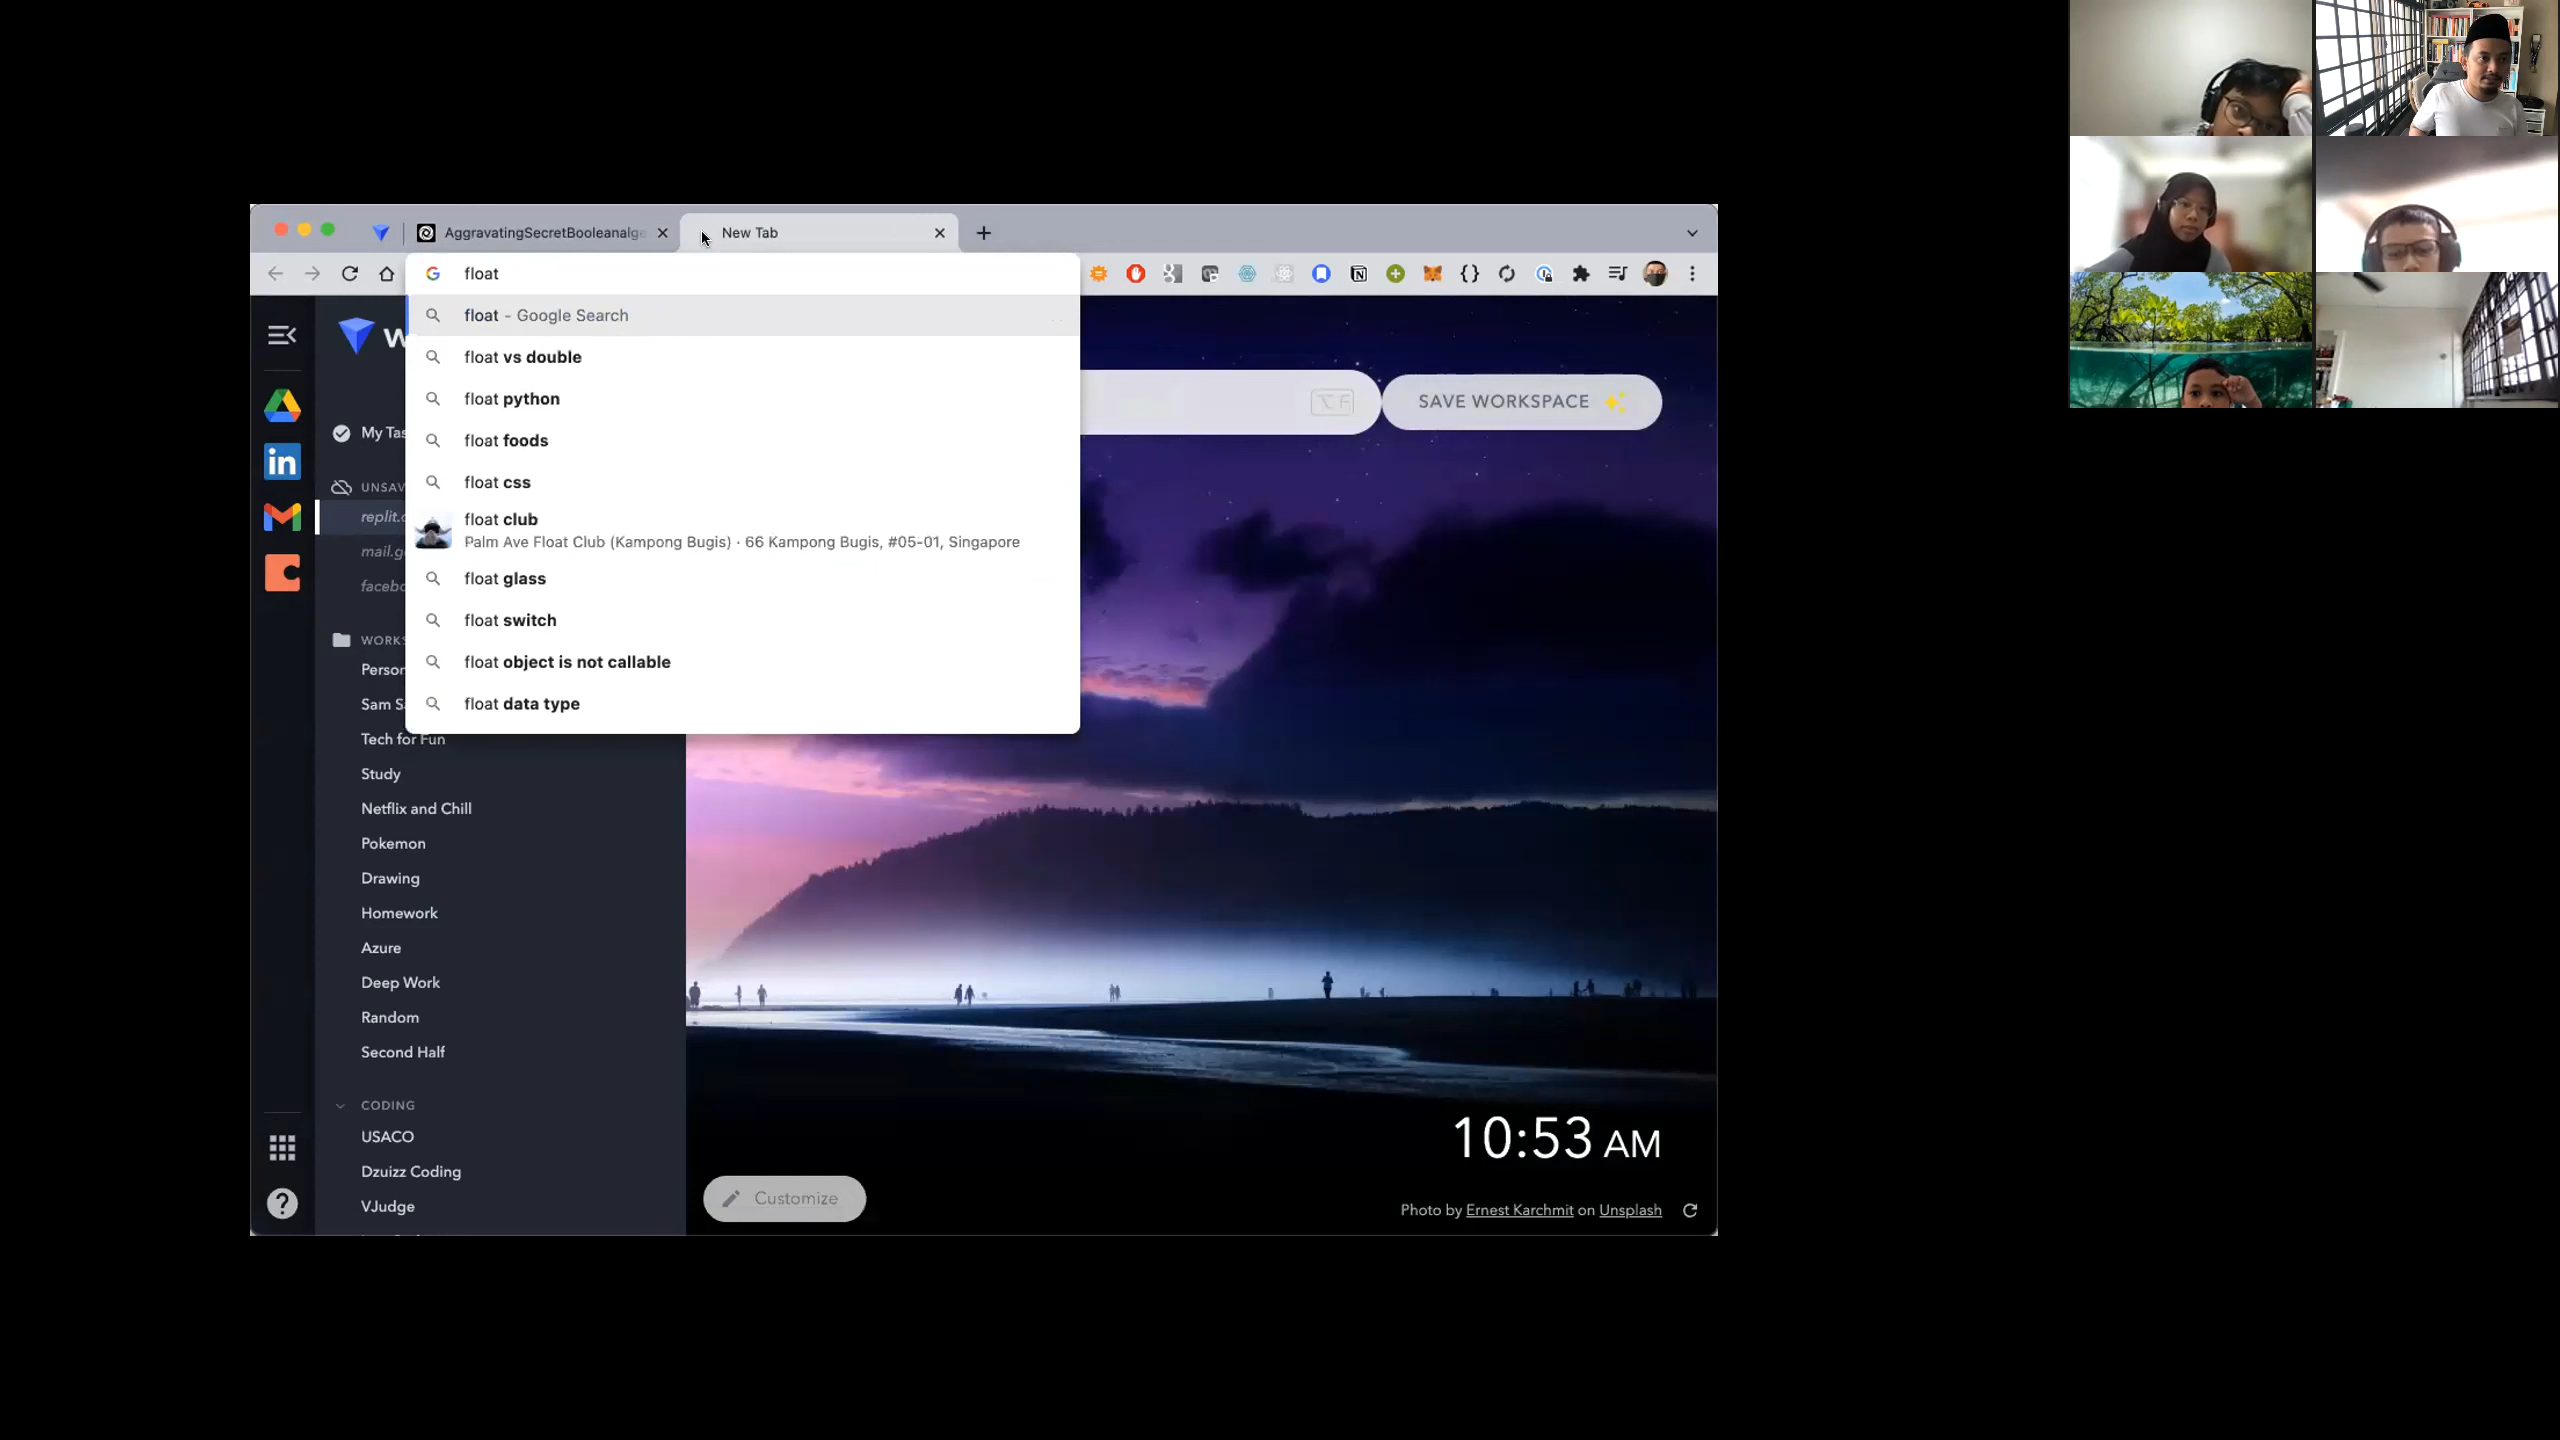 AggravatingSecretBooleanalge
New Tab
float
float - Google Search
float vs double
float python
float foods
float css
float club
Palm Ave Float Club (Kampong Bugis) · 66 Kampong Bugis, #05-01, Singapore
float glass
float switch
float object is not callable
float data type
W
SAVE WORKSPACE
My Tas
UNSAV
replit.c
mail.g
facebo
WORKS
Person
Sam S
Tech for Fun
Study
Netflix and Chill
Pokemon
Drawing
Homework
Azure
Deep Work
Random
Second Half
CODING
USACO
Dzuizz Coding
VJudge
10:53 AM
Customize
Photo by Ernest Karchmit on Unsplash